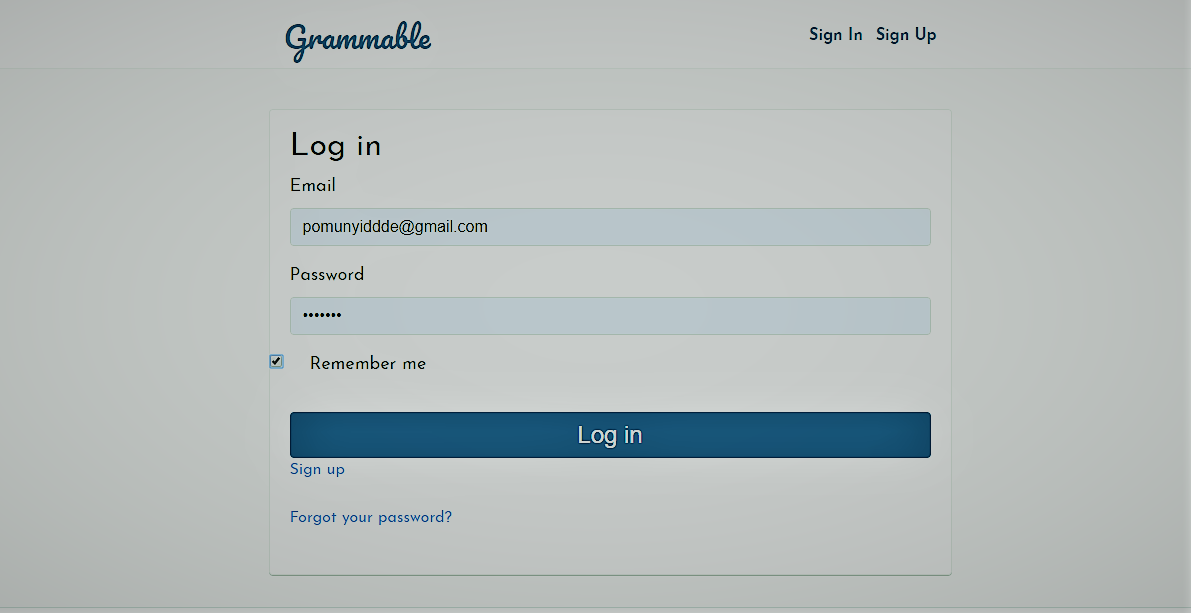 Grammable
Sign In Sign Up
Log in
Email
pomunyiddde@gmail.com
Password
•••••••
Remember me
Log in
Sign up
Forgot your password?